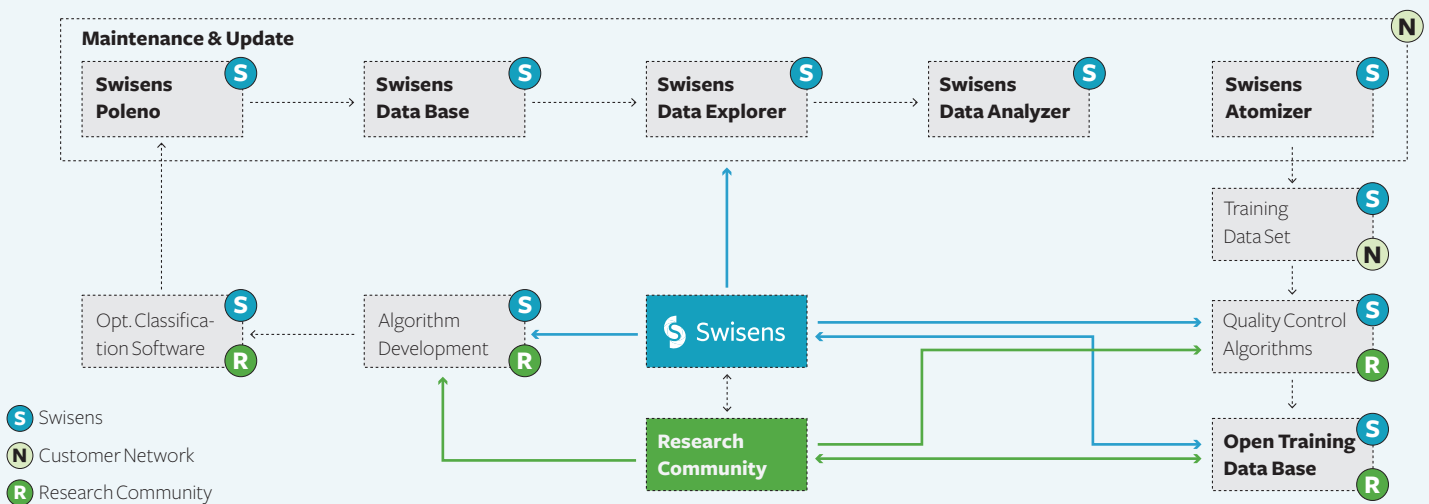 N
Maintenance & Update
S
S
S
S
S
Swisens
Poleno
Swisens
Data Base
Swisens
Data Explorer
Swisens
Data Analyzer
Swisens
Atomizer
S
Training
Data Set
N
S
Opt. Classifica-
tion Software
R
S
Algorithm
Development
R
Swisens
S
Quality Control
Algorithms
R
Research
Community
S
Open Training
Data Base
R
S Swisens
N Customer Network
R Research Community